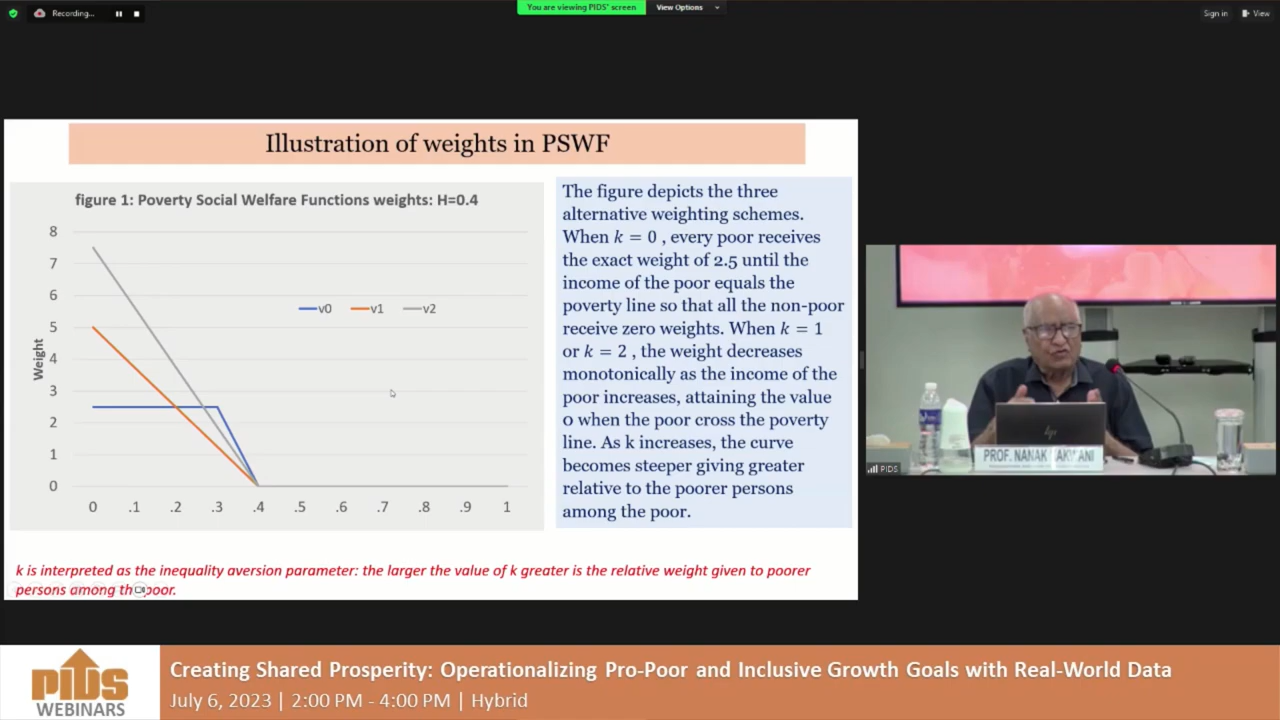 Recording...
You are viewing PIDS' screen
View Options
Sign in
View
Illustration of weights in PSWF
figure 1: Poverty Social Welfare Functions weights: H=0.4
8
7
6
5
4
3
2
1
0
Weight
v0 v1 v2
0 .1 .2 .3 .4 .5 .6 .7 .8 .9 1
The figure depicts the three
alternative weighting schemes.
When k = 0 , every poor receives
the exact weight of 2.5 until the
income of the poor equals the
poverty line so that all the non-poor
receive zero weights. When k = 1
or k = 2 , the weight decreases
monotonically as the income of the
poor increases, attaining the value
0 when the poor cross the poverty
line. As k increases, the curve
becomes steeper giving greater
relative to the poorer persons
among the poor.
k is interpreted as the inequality aversion parameter: the larger the value of k greater is the relative weight given to poorer
persons among the poor.
hp
PROF. NANAK KAKWANI
PIDS
PIDS
WEBINARS
Creating Shared Prosperity: Operationalizing Pro-Poor and Inclusive Growth Goals with Real-World Data
July 6, 2023 | 2:00 PM - 4:00 PM | Hybrid